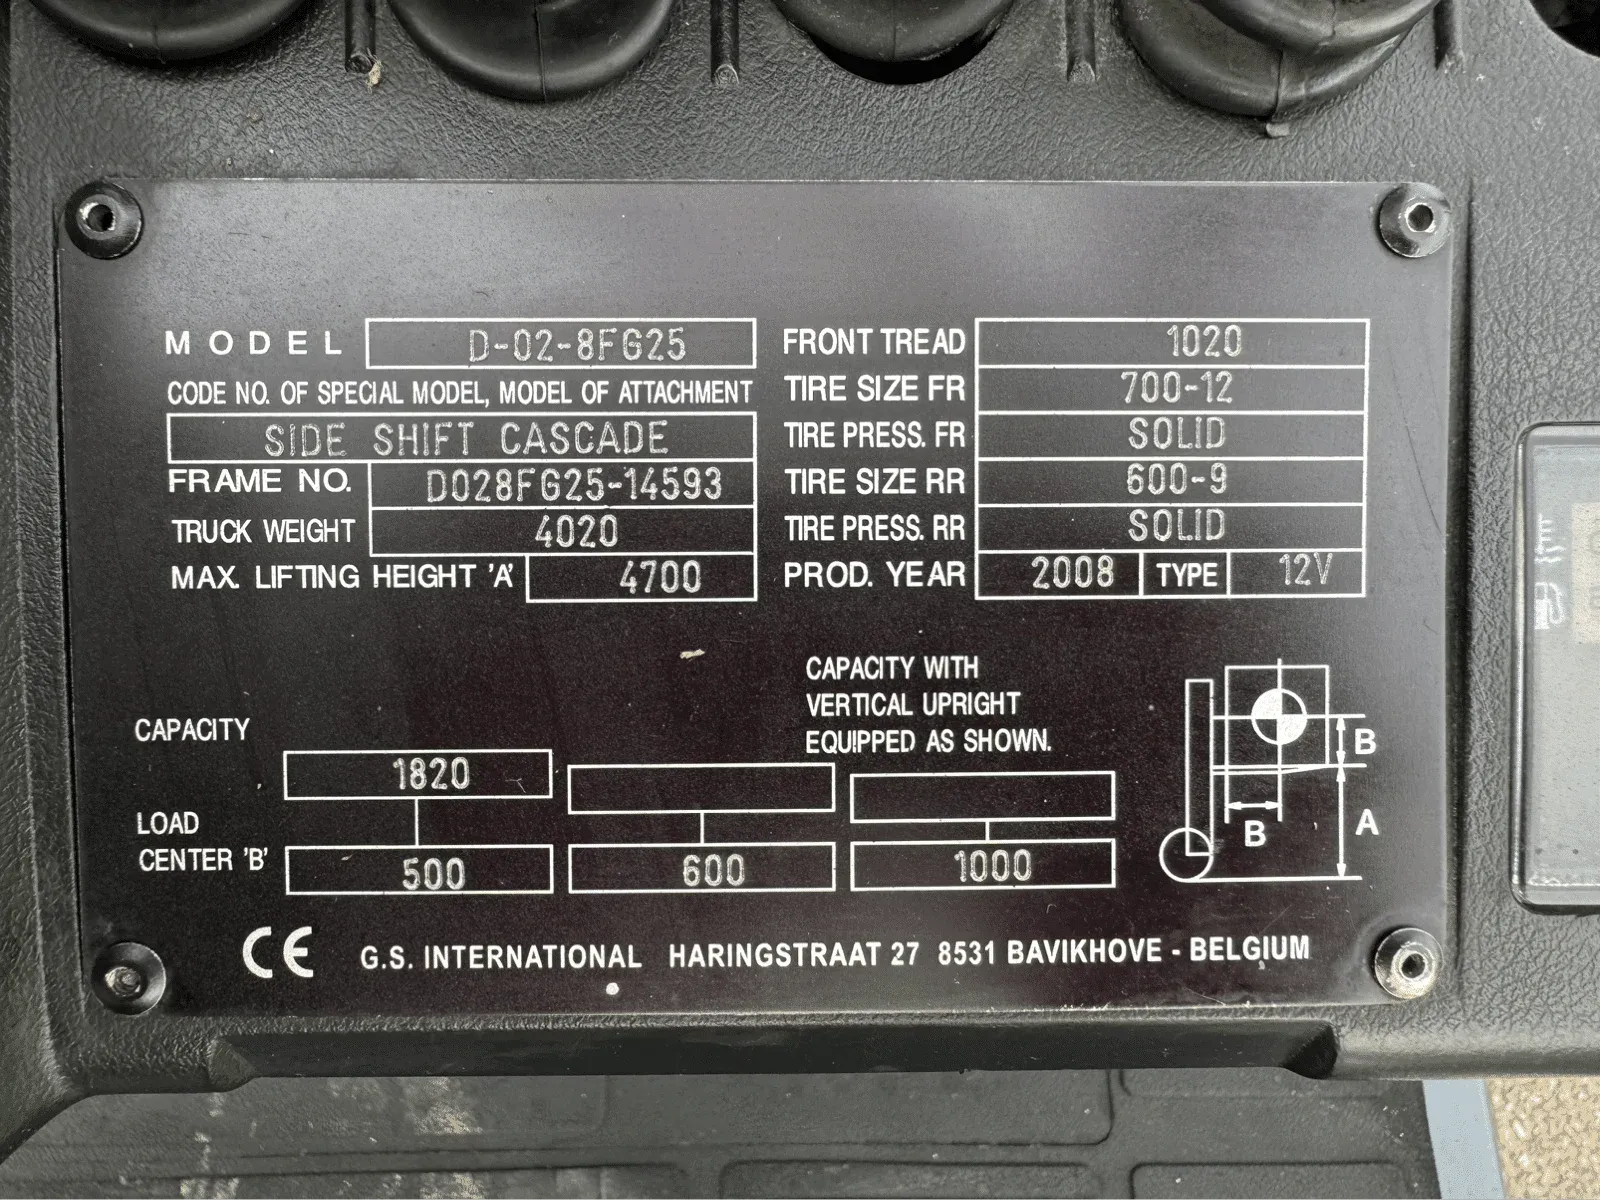 MODEL D-02-8FG25
CODE NO. OF SPECIAL MODEL, MODEL OF ATTACHMENT
SIDE SHIFT CASCADE
FRAME NO. D028FG25-14593
TRUCK WEIGHT 4020
MAX. LIFTING HEIGHT 'A' 4700
FRONT TREAD 1020
TIRE SIZE FR 700-12
TIRE PRESS. FR SOLID
TIRE SIZE RR 600-9
TIRE PRESS. RR SOLID
PROD. YEAR 2008 TYPE 12V
CAPACITY WITH
VERTICAL UPRIGHT
EQUIPPED AS SHOWN.
CAPACITY
1820
LOAD
CENTER 'B'
500 600 1000
B
B
A
CE G.S. INTERNATIONAL HARINGSTRAAT 27 8531 BAVIKHOVE - BELGIUM